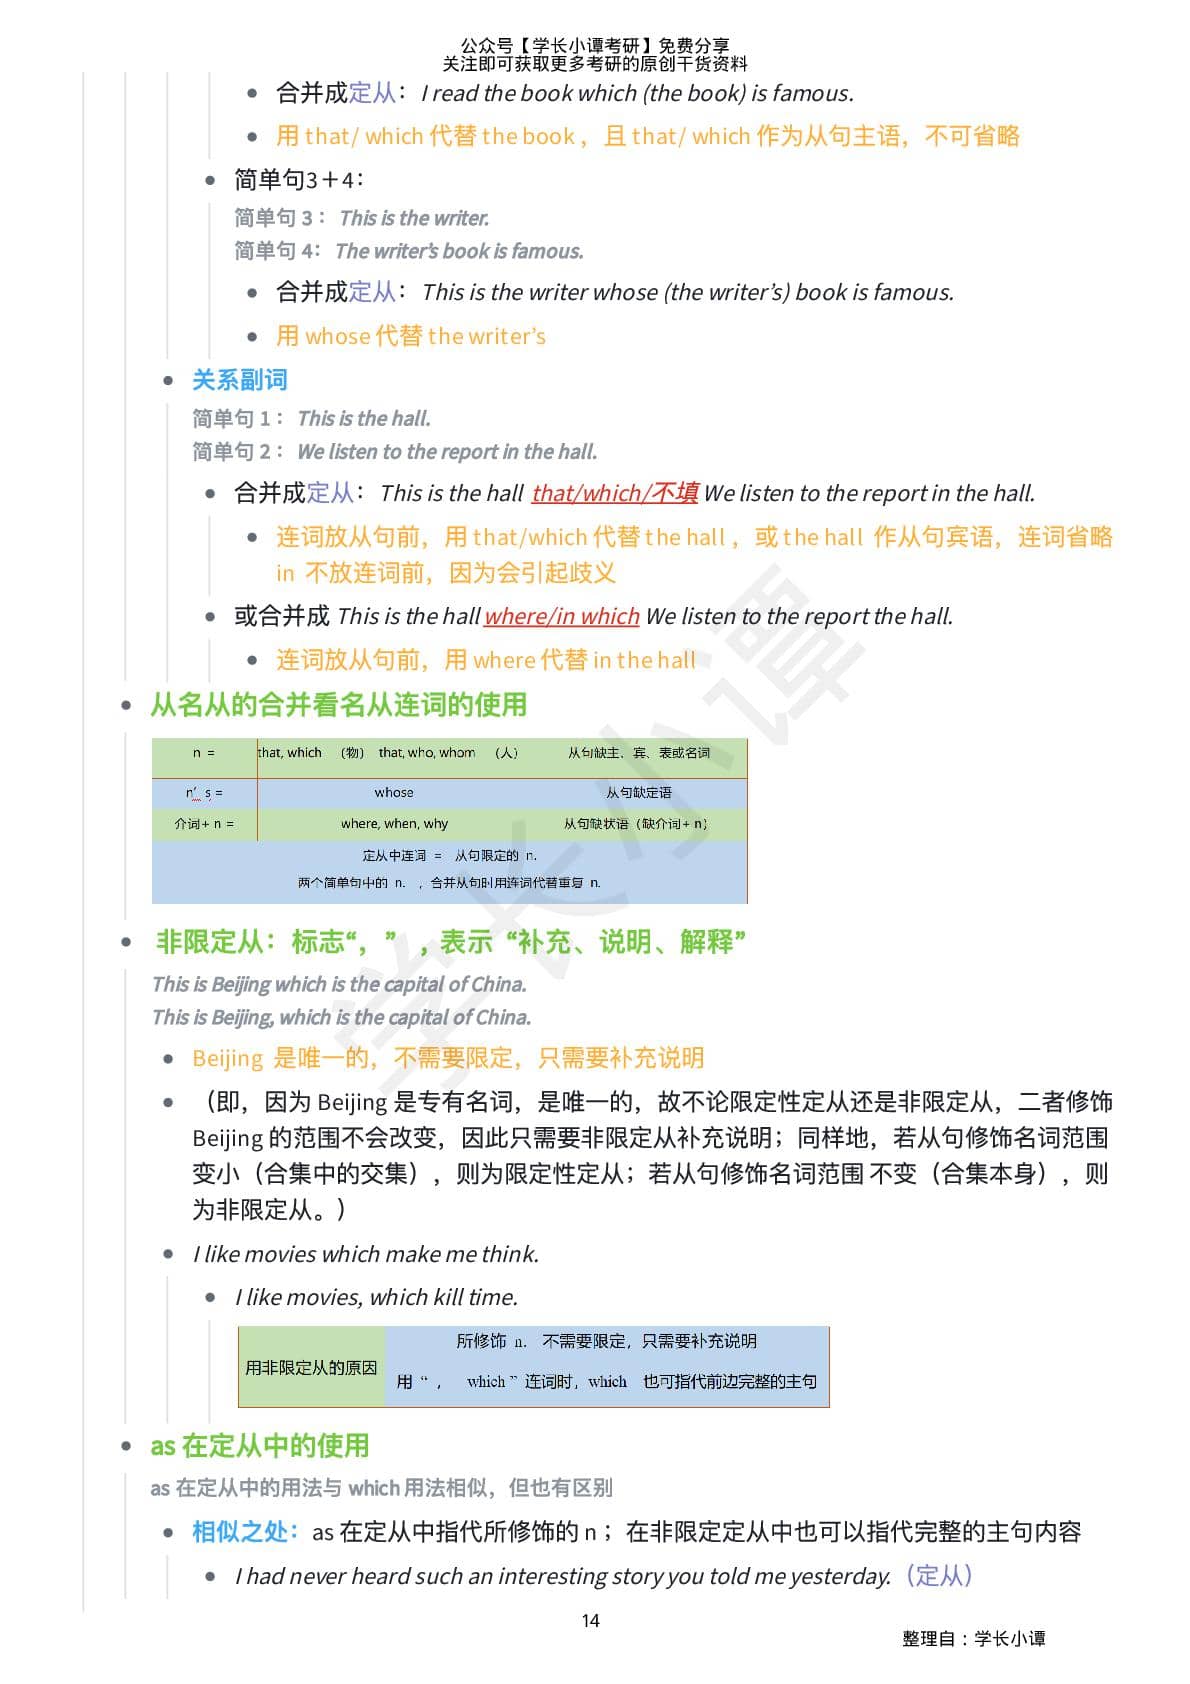 公众号【学长小谭考研】免费分享
关注即可获取更多考研的原创干货资料
合并成定从：I read the book which (the book) is famous.
用 that/ which 代替 the book ，且 that/ which 作为从句主语，不可省略
简单句3＋4：
简单句 3 ：This is the writer.
简单句 4：The writer’s book is famous.
合并成定从：This is the writer whose (the writer’s) book is famous.
用 whose 代替 the writer’s
关系副词
简单句 1 ：This is the hall.
简单句 2 ：We listen to the report in the hall.
合并成定从：This is the hall that/which/不填 We listen to the report in the hall.
连词放从句前，用 that/which 代替 the hall ，或 the hall 作从句宾语，连词省略
in 不放连词前，因为会引起歧义
或合并成 This is the hall where/in which We listen to the report the hall.
连词放从句前，用 where 代替 in the hall
从名从的合并看名从连词的使用
n = that, which （物） that, who, whom （人） 从句缺主、宾、表或名词
n’ s = whose 从句缺定语
介词+ n = where, when, why 从句缺状语（缺介词+ n）
定从中连词 = 从句限定的 n.
两个简单句中的 n. ，合并从句时用连词代替重复 n.
非限定从：标志“，” ，表示 “补充、说明、解释”
This is Beijing which is the capital of China.
This is Beijing, which is the capital of China.
Beijing 是唯一的，不需要限定，只需要补充说明
（即，因为 Beijing 是专有名词，是唯一的，故不论限定性定从还是非限定从，二者修饰
Beijing 的范围不会改变，因此只需要非限定从补充说明；同样地，若从句修饰名词范围
变小（合集中的交集），则为限定性定从；若从句修饰名词范围 不变（合集本身），则
为非限定从。）
I like movies which make me think.
I like movies, which kill time.
所修饰 n. 不需要限定，只需要补充说明
用非限定从的原因
用 “ ， which ” 连词时，which 也可指代前边完整的主句
as 在定从中的使用
as 在定从中的用法与 which 用法相似，但也有区别
相似之处：as 在定从中指代所修饰的 n ；在非限定定从中也可以指代完整的主句内容
I had never heard such an interesting story you told me yesterday.（定从）
14
整理自：学长小谭
学长小谭